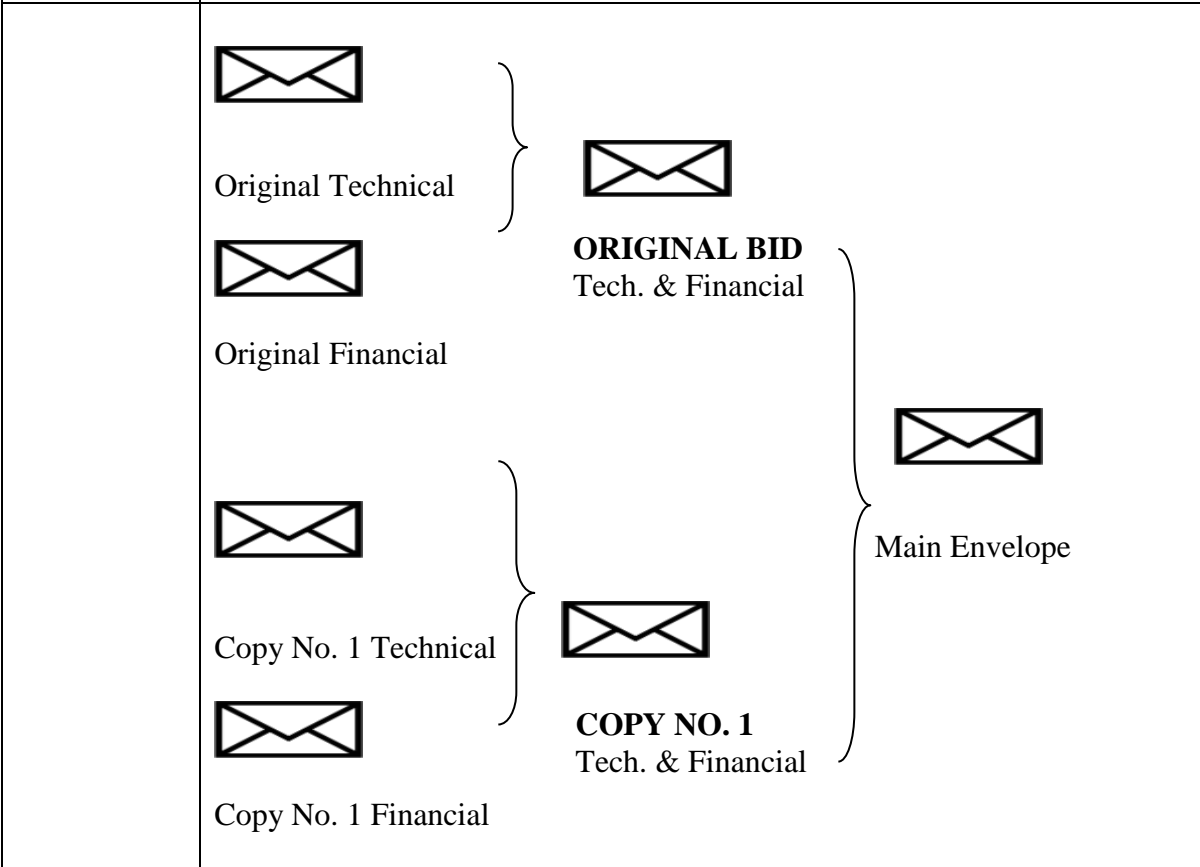 Original Technical
ORIGINAL BID
Tech. & Financial
Original Financial
Main Envelope
Copy No. 1 Technical
COPY NO. 1
Tech. & Financial
Copy No. 1 Financial